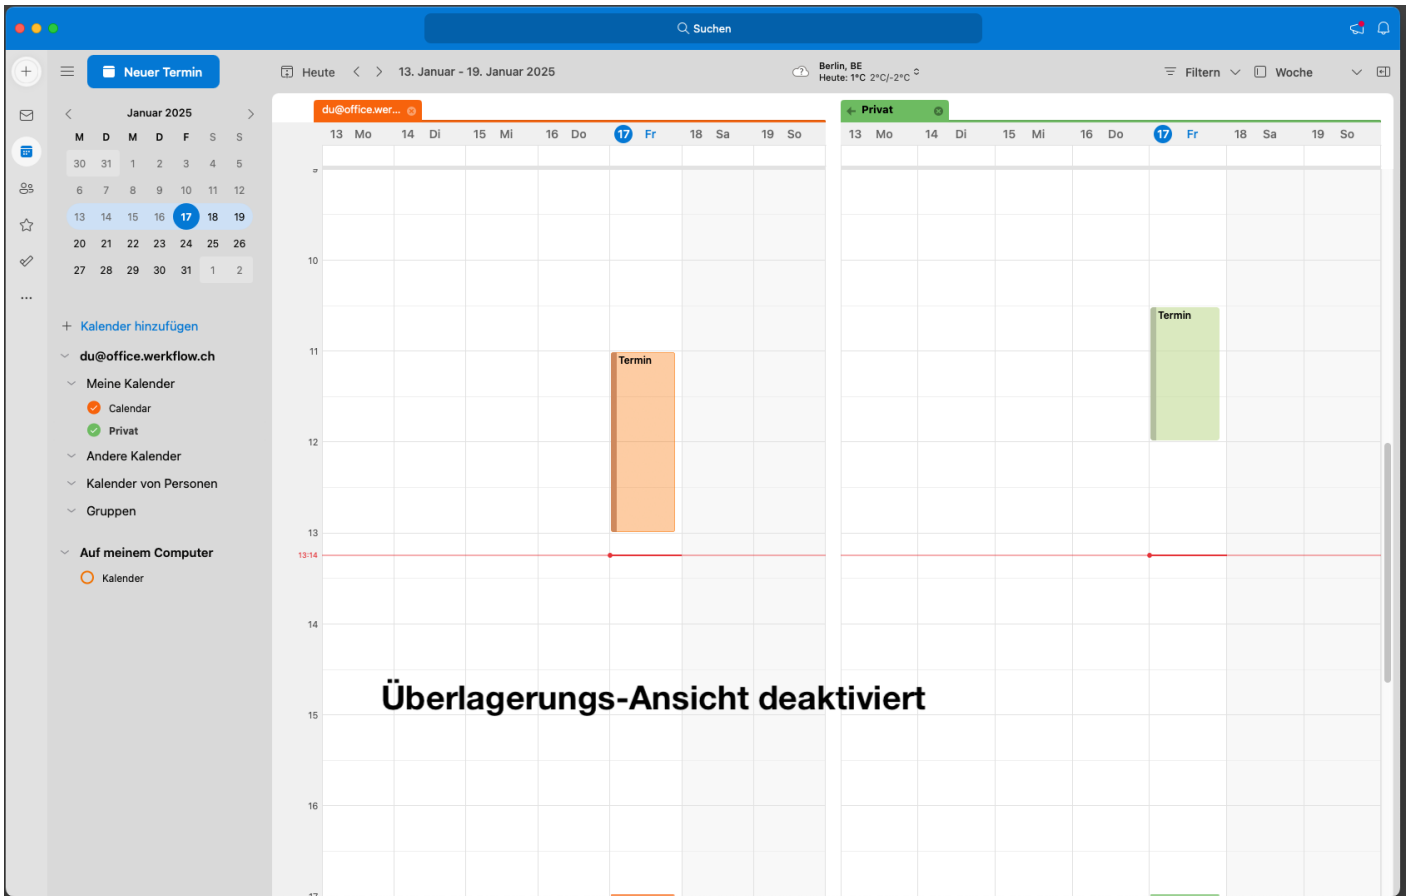 Suchen
Neuer Termin
Heute
13. Januar - 19. Januar 2025
Berlin, BE
Heute: 1°C 2°C/-2°C
Filtern
Woche
Januar 2025
M D M D F S S
30 31 1 2 3 4 5
6 7 8 9 10 11 12
13 14 15 16 17 18 19
20 21 22 23 24 25 26
27 28 29 30 31 1 2
Kalender hinzufügen
du@office.werkflow.ch
Meine Kalender
Calendar
Privat
Andere Kalender
Kalender von Personen
Gruppen
Auf meinem Computer
Kalender
du@office.wer...
13 Mo 14 Di 15 Mi 16 Do 17 Fr 18 Sa 19 So
Privat
13 Mo 14 Di 15 Mi 16 Do 17 Fr 18 Sa 19 So
10
Termin
11
Termin
12
13
13:14
14
Überlagerungs-Ansicht deaktiviert
15
16
17